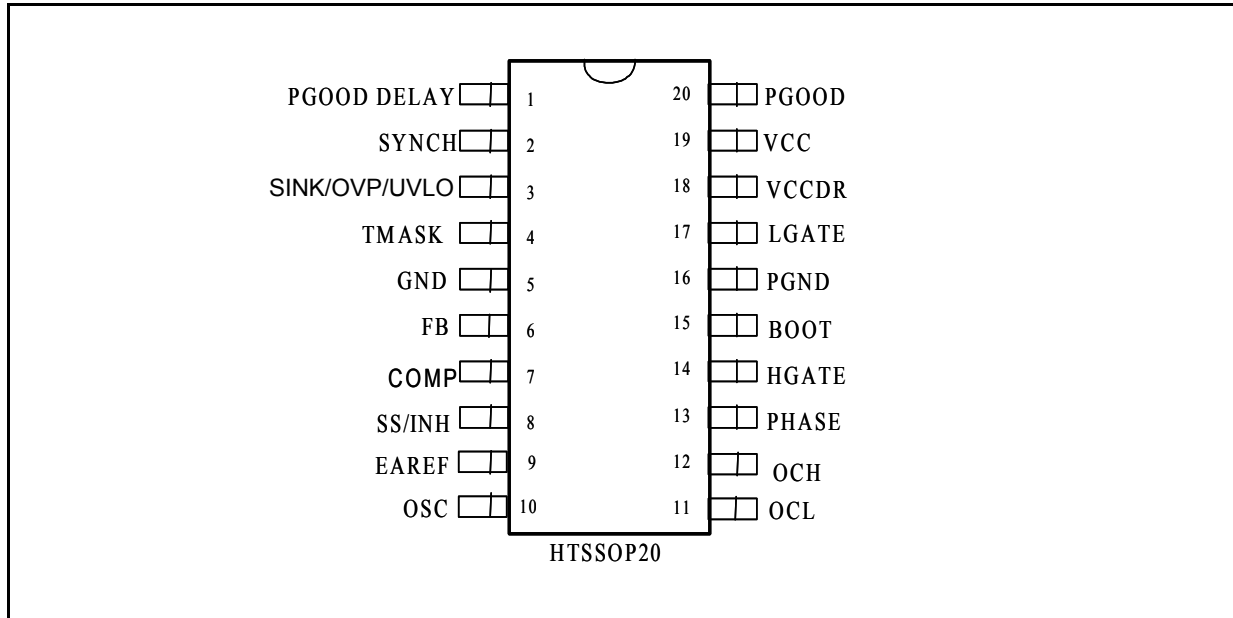 PGOOD DELAY 1 20 PGOOD
SYNCH 2 19 VCC
SINK/OVP/UVLO 3 18 VCCDR
TMASK 4 17 LGATE
GND 5 16 PGND
FB 6 15 BOOT
COMP 7 14 HGATE
SS/INH 8 13 PHASE
EAREF 9 12 OCH
OSC 10 11 OCL
HTSSOP20